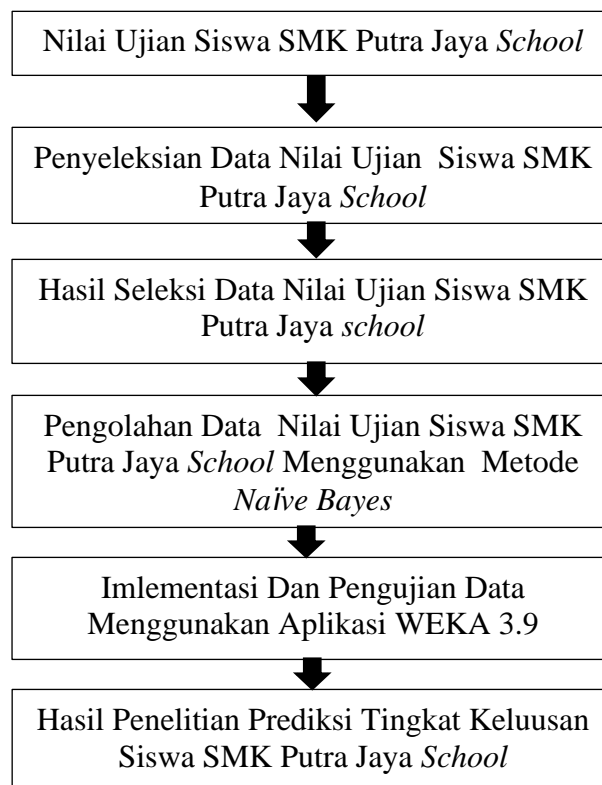 Nilai Ujian Siswa SMK Putra Jaya School
Penyeleksian Data Nilai Ujian Siswa SMK
Putra Jaya School
Hasil Seleksi Data Nilai Ujian Siswa SMK
Putra Jaya school
Pengolahan Data Nilai Ujian Siswa SMK
Putra Jaya School Menggunakan Metode
Naïve Bayes
Imlementasi Dan Pengujian Data
Menggunakan Aplikasi WEKA 3.9
Hasil Penelitian Prediksi Tingkat Keluusan
Siswa SMK Putra Jaya School